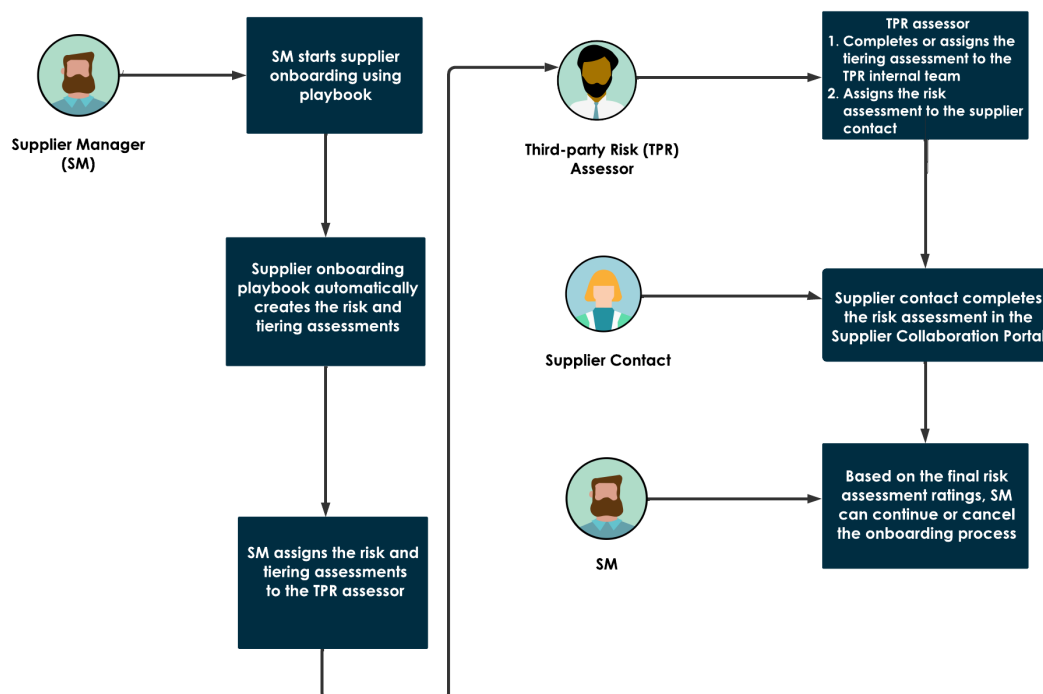 SM starts supplier
onboarding using
playbook
Supplier Manager
(SM)
Supplier onboarding
playbook automatically
creates the risk and
tiering assessments
SM assigns the risk and
tiering assessments
to the TPR assessor
Third-party Risk (TPR)
Assessor
TPR assessor
1. Completes or assigns the
tiering assessment to the
TPR internal team
2. Assigns the risk
assessment to the supplier
contact
Supplier Contact
Supplier contact completes
the risk assessment in the
Supplier Collaboration Portal
SM
Based on the final risk
assessment ratings, SM
can continue or cancel
the onboarding process